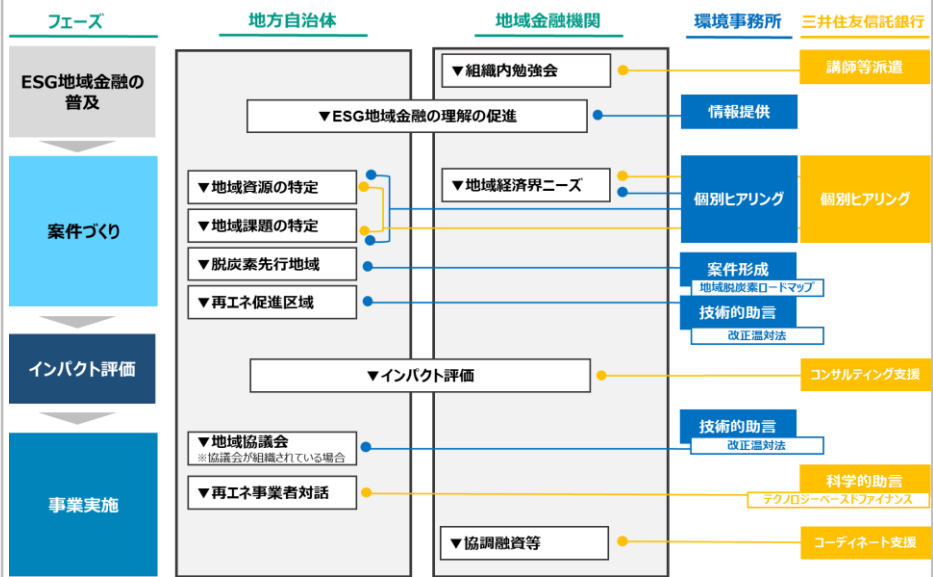 フェーズ
地方自治体
地域金融機関
環境事務所
三井住友信託銀行
ESG地域金融の
普及
▼組織内勉強会
講師等派遣
▼ESG地域金融の理解の促進
情報提供
案件づくり
▼地域資源の特定
▼地域経済界ニーズ
個別ヒアリング
個別ヒアリング
▼地域課題の特定
▼脱炭素先行地域
案件形成
地域脱炭素ロードマップ
▼再エネ促進区域
技術的助言
改正温対法
インパクト評価
▼インパクト評価
コンサルティング支援
事業実施
▼地域協議会
※協議会が組織されている場合
技術的助言
改正温対法
▼再エネ事業者対話
科学的助言
テクノロジーベースドファイナンス
▼協調融資等
コーディネート支援